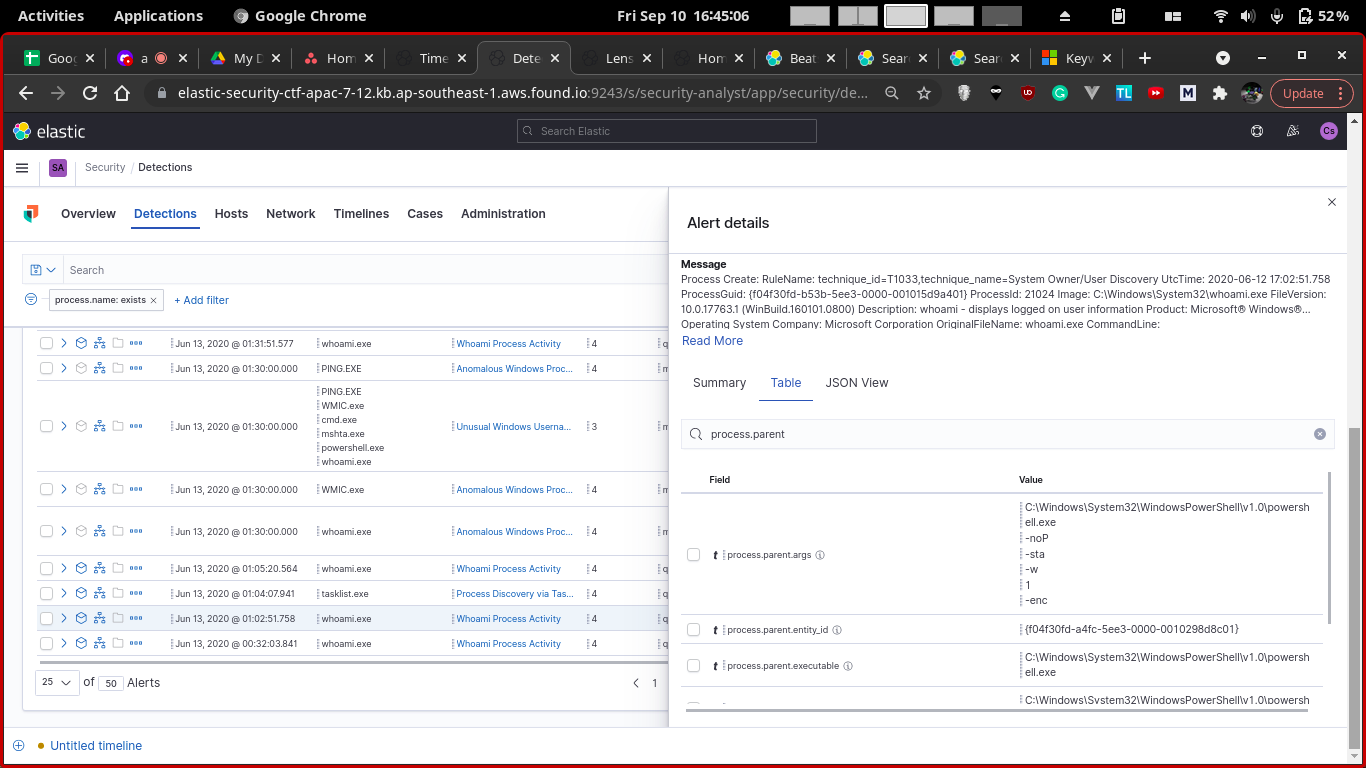 Activities Applications Google Chrome Fri Sep 10 16:45:06 52%
Goog a My D Hom Time Dete Lens Hom Beat Sear Sear Keyw
elastic-security-ctf-apac-7-12.kb.ap-southeast-1.aws.found.io:9243/s/security-analyst/app/security/de... Update
elastic Search Elastic Cs
SA Security / Detections
Overview Detections Hosts Network Timelines Cases Administration
Search
process.name: exists + Add filter
Jun 13, 2020 @ 01:31:51.577 whoami.exe Whoami Process Activity 4
Jun 13, 2020 @ 01:30:00.000 PING.EXE Anomalous Windows Proc... 4
PING.EXE
WMIC.exe
cmd.exe
Jun 13, 2020 @ 01:30:00.000 mshta.exe Unusual Windows Userna... 3
powershell.exe
whoami.exe
Jun 13, 2020 @ 01:30:00.000 WMIC.exe Anomalous Windows Proc... 4
Jun 13, 2020 @ 01:30:00.000 whoami.exe Anomalous Windows Proc... 4
Jun 13, 2020 @ 01:05:20.564 whoami.exe Whoami Process Activity 4
Jun 13, 2020 @ 01:04:07.941 tasklist.exe Process Discovery via Tas... 4
Jun 13, 2020 @ 01:02:51.758 whoami.exe Whoami Process Activity 4
Jun 13, 2020 @ 00:32:03.841 whoami.exe Whoami Process Activity 4
25 of 50 Alerts 1
Untitled timeline
Alert details
Message
Process Create: RuleName: technique_id=T1033,technique_name=System Owner/User Discovery UtcTime: 2020-06-12 17:02:51.758
ProcessGuid: {f04f30fd-b53b-5ee3-0000-001015d9a401} ProcessId: 21024 Image: C:\Windows\System32\whoami.exe FileVersion:
10.0.17763.1 (WinBuild.160101.0800) Description: whoami - displays logged on user information Product: Microsoft® Windows®...
Operating System Company: Microsoft Corporation OriginalFileName: whoami.exe CommandLine:
Read More
Summary Table JSON View
process.parent
Field Value
C:\Windows\System32\WindowsPowerShell\v1.0\powersh
ell.exe
-noP
t process.parent.args -sta
-w
1
-enc
t process.parent.entity_id {f04f30fd-a4fc-5ee3-0000-0010298d8c01}
t process.parent.executable C:\Windows\System32\WindowsPowerShell\v1.0\powersh
ell.exe
C:\Windows\System32\WindowsPowerShell\v1.0\powersh